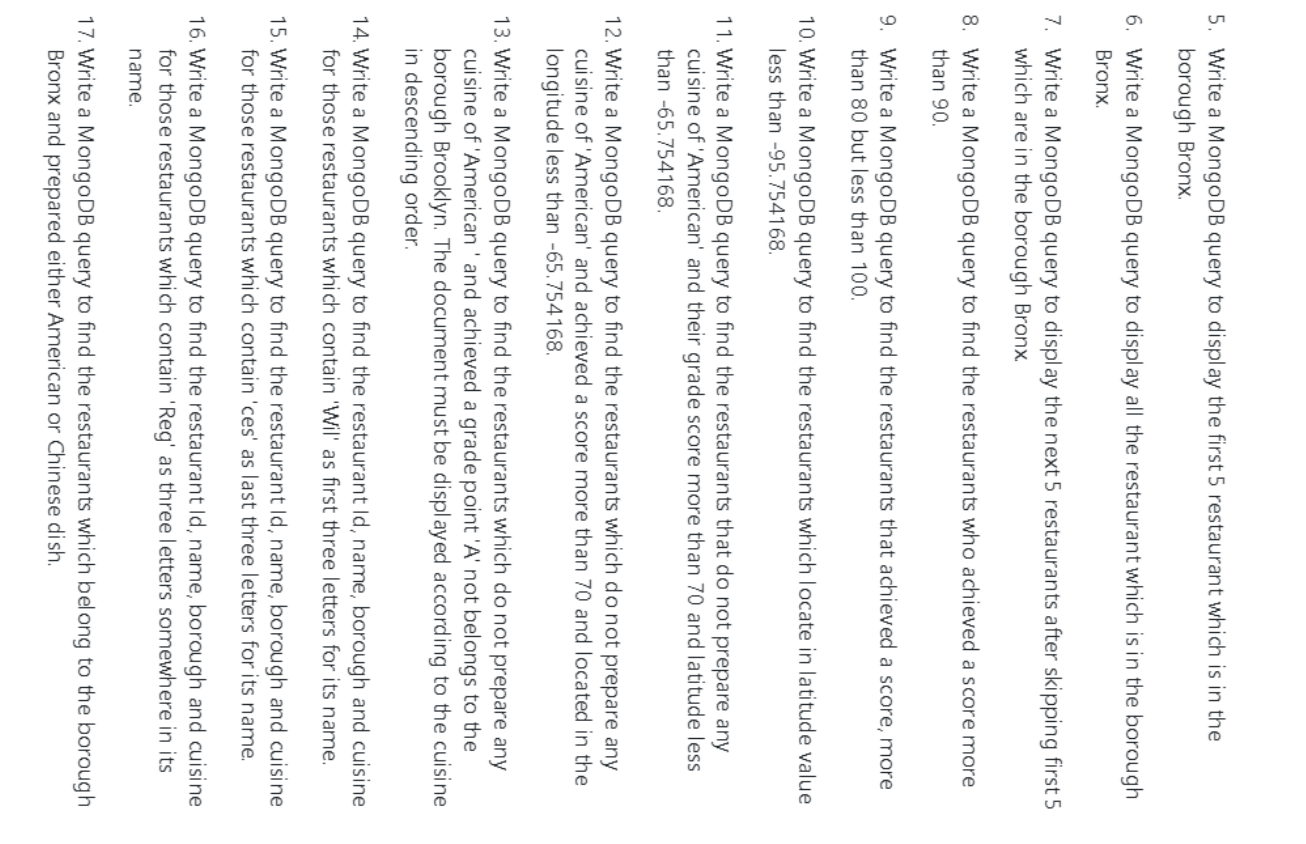 5. Write a MongoDB query to display the first 5 restaurant which is in the
borough Bronx.
6. Write a MongoDB query to display all the restaurant which is in the borough
Bronx.
7. Write a MongoDB query to display the next 5 restaurants after skipping first 5
which are in the borough Bronx.
8. Write a MongoDB query to find the restaurants who achieved a score more
than 90.
9. Write a MongoDB query to find the restaurants that achieved a score, more
than 80 but less than 100.
10. Write a MongoDB query to find the restaurants which locate in latitude value
less than -95.754168.
11. Write a MongoDB query to find the restaurants that do not prepare any
cuisine of 'American' and their grade score more than 70 and latitude less
than -65.754168.
12. Write a MongoDB query to find the restaurants which do not prepare any
cuisine of 'American' and achieved a score more than 70 and located in the
longitude less than -65.754168.
13. Write a MongoDB query to find the restaurants which do not prepare any
cuisine of 'American ' and achieved a grade point 'A' not belongs to the
borough Brooklyn. The document must be displayed according to the cuisine
in descending order.
14. Write a MongoDB query to find the restaurant Id, name, borough and cuisine
for those restaurants which contain 'Wil' as first three letters for its name.
15. Write a MongoDB query to find the restaurant Id, name, borough and cuisine
for those restaurants which contain 'ces' as last three letters for its name.
16. Write a MongoDB query to find the restaurant Id, name, borough and cuisine
for those restaurants which contain 'Reg' as three letters somewhere in its
name.
17. Write a MongoDB query to find the restaurants which belong to the borough
Bronx and prepared either American or Chinese dish.